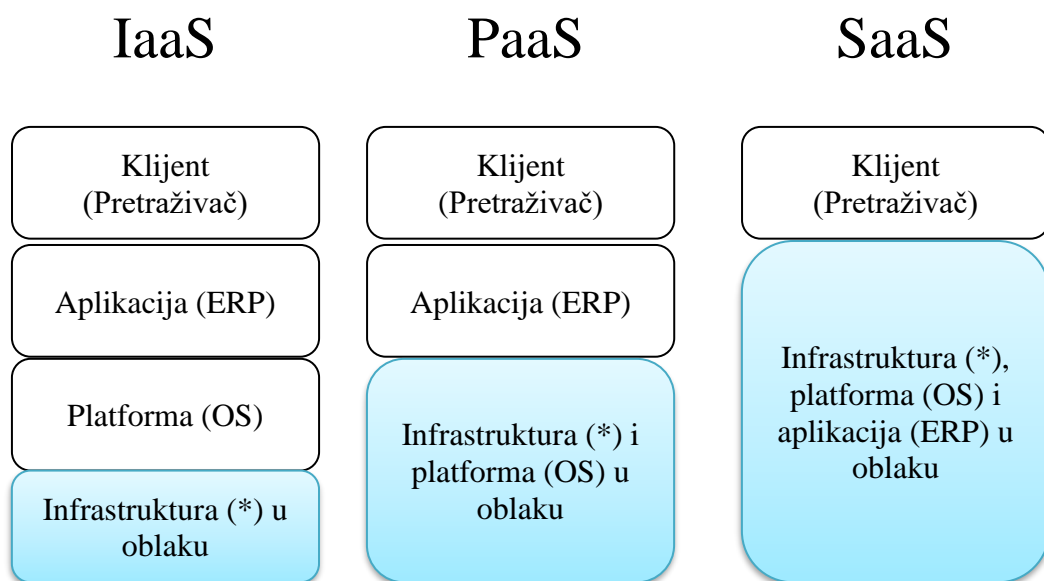 IaaS
PaaS
SaaS
Klijent
(Pretraživač)
Klijent
(Pretraživač)
Klijent
(Pretraživač)
Aplikacija (ERP)
Aplikacija (ERP)
Platforma (OS)
Infrastruktura (*) u
oblaku
Infrastruktura (*) i
platforma (OS) u
oblaku
Infrastruktura (*),
platforma (OS) i
aplikacija (ERP) u
oblaku